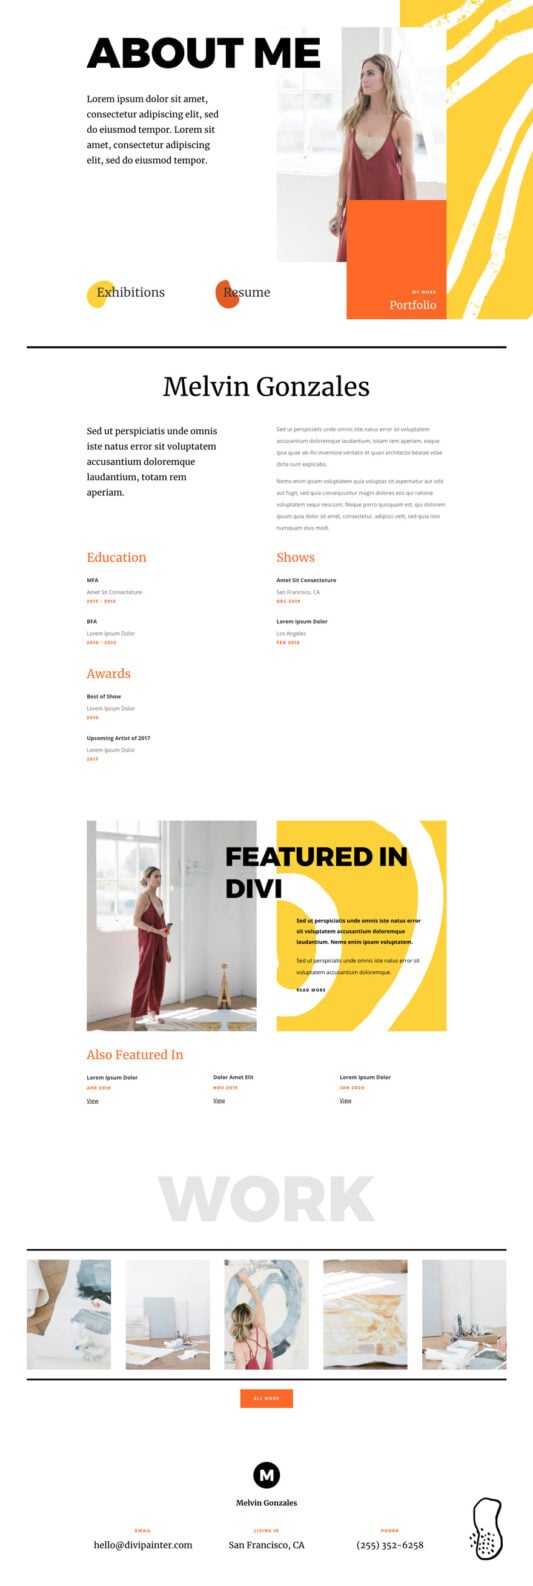 ABOUT ME
Lorem ipsum dolor sit amet,
consectetur adipiscing elit, sed
do eiusmod tempor. Lorem sit
amet, consectetur adipiscing
elit, sed do eiusmod tempor.
MY WORK
Portfolio
Exhibitions
Resume
Melvin Gonzales
Sed ut perspiciatis unde omnis
iste natus error sit voluptatem
accusantium doloremque
laudantium, totam rem
aperiam.
Sed ut perspiciatis unde omnis iste natus error sit voluptatem
accusantium doloremque laudantium, totam rem aperiam, eaque
ipsa quae ab illo inventore veritatis et quasi architecto beatae vitae
dicta sunt explicabo.
Nemo enim ipsam voluptatem quia voluptas sit aspernatur aut odit
aut fugit, sed quia consequuntur magni dolores eos qui ratione
voluptatem sequi nesciunt. Neque porro quisquam est, qui dolorem
ipsum quia dolor sit amet, consectetur, adipisci velit, sed quia non
numquam eius modi.
Education
MFA
Amet Sit Consecteture
2015 - 2016
BFA
Lorem Ipsum Dolor
2010 - 2015
Shows
Amet Sit Consecteture
San Francisco, CA
DEC 2019
Lorem Ipsum Dolor
Los Angeles
FEB 2019
Awards
Best of Show
Lorem Ipsum Dolor
2018
Upcoming Artist of 2017
Lorem Ipsum Dolor
2017
FEATURED IN
DIVI
Sed ut perspiciatis unde omnis iste natus error
sit voluptatem accusantium doloremque
laudantium. Nemo enim ipsam voluptatem.
Sed ut perspiciatis unde omnis iste natus error sit
voluptatem accusantium doloremque.
READ MORE
Also Featured In
Lorem Ipsum Dolor
APR 2018
View
Dolor Amet Elit
NOV 2019
View
Lorem Ipsum Dolor
JAN 2020
View
WORK
ALL WORK
M
Melvin Gonzales
EMAIL
hello@divipainter.com
LIVING IN
San Francisco, CA
PHONE
(255) 352-6258